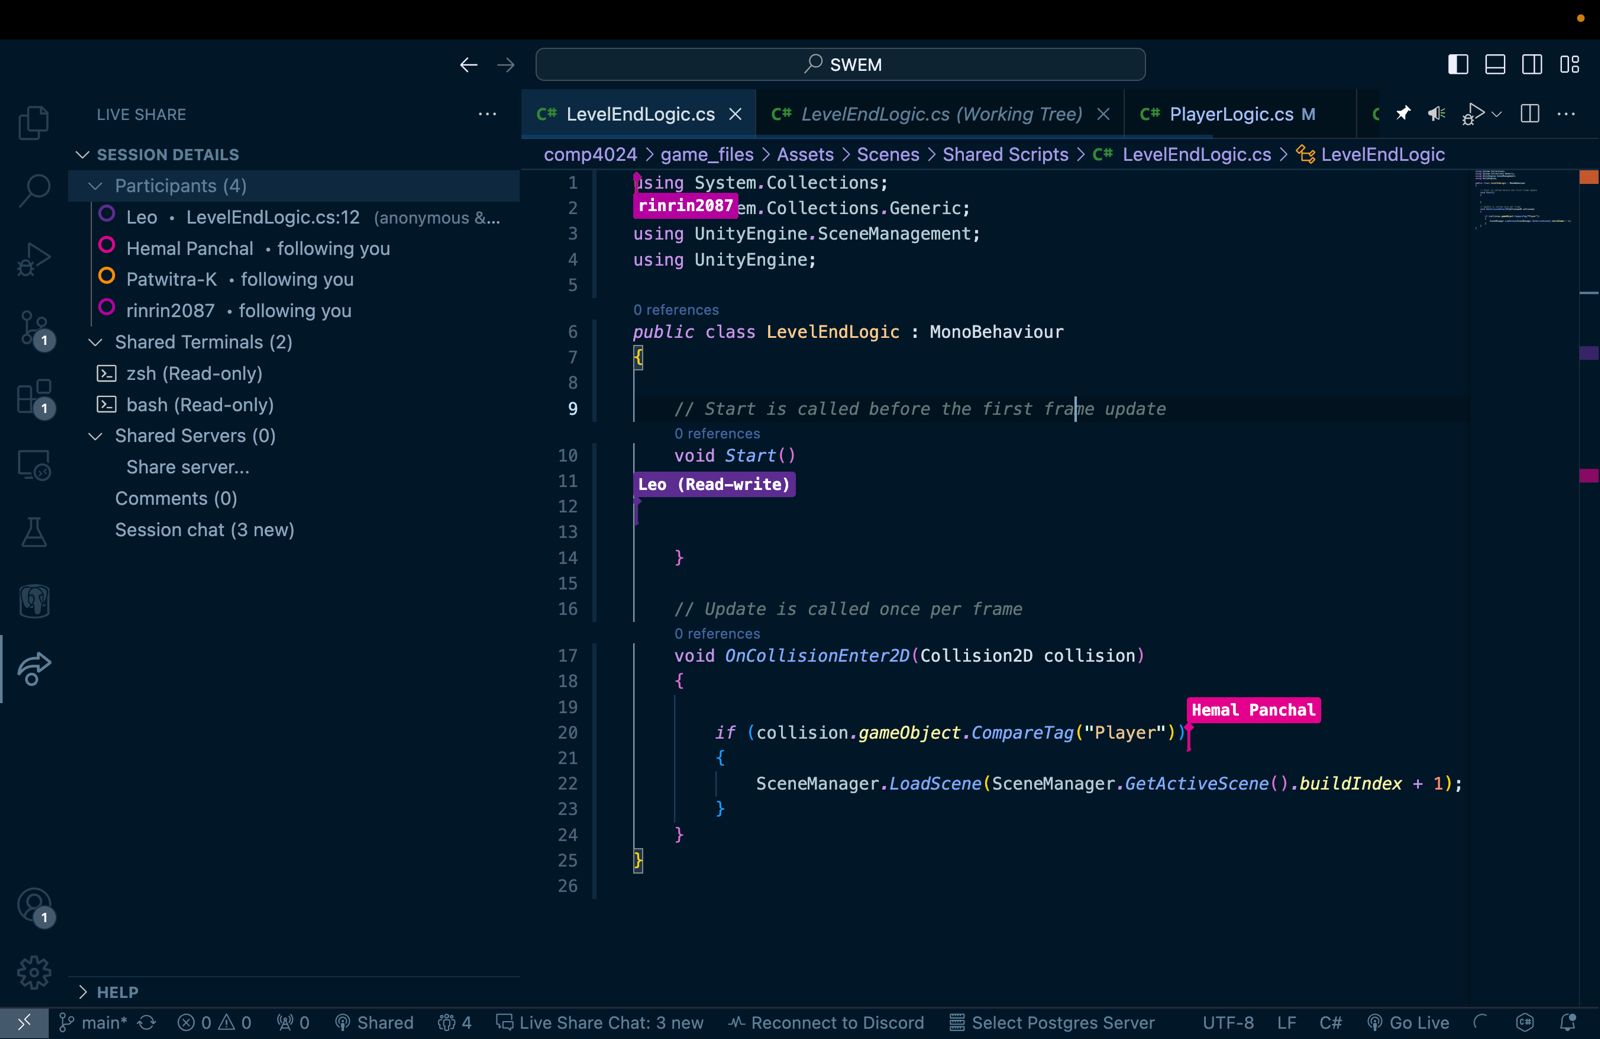 SWEM
LIVE SHARE
SESSION DETAILS
Participants (4)
Leo • LevelEndLogic.cs:12 (anonymous &...
Hemal Panchal • following you
Patwitra-K • following you
rinrin2087 • following you
Shared Terminals (2)
zsh (Read-only)
bash (Read-only)
Shared Servers (0)
Share server...
Comments (0)
Session chat (3 new)
1
1
1
HELP
C# LevelEndLogic.cs
C# LevelEndLogic.cs (Working Tree)
C# PlayerLogic.cs M
comp4024 > game_files > Assets > Scenes > Shared Scripts > C# LevelEndLogic.cs > LevelEndLogic
1 using System.Collections;
rinrin2087
2 em.Collections.Generic;
3 using UnityEngine.SceneManagement;
4 using UnityEngine;
5
0 references
6 public class LevelEndLogic : MonoBehaviour
7 {
8
9 // Start is called before the first frame update
0 references
10 void Start()
11 Leo (Read-write)
12
13
14 }
15
16 // Update is called once per frame
0 references
17 void OnCollisionEnter2D(Collision2D collision)
18 {
19
Hemal Panchal
20 if (collision.gameObject.CompareTag("Player"))
21 {
22 SceneManager.LoadScene(SceneManager.GetActiveScene().buildIndex + 1);
23 }
24 }
25 }
26
main* 0 0 0 Shared 4 Live Share Chat: 3 new Reconnect to Discord Select Postgres Server UTF-8 LF C# Go Live